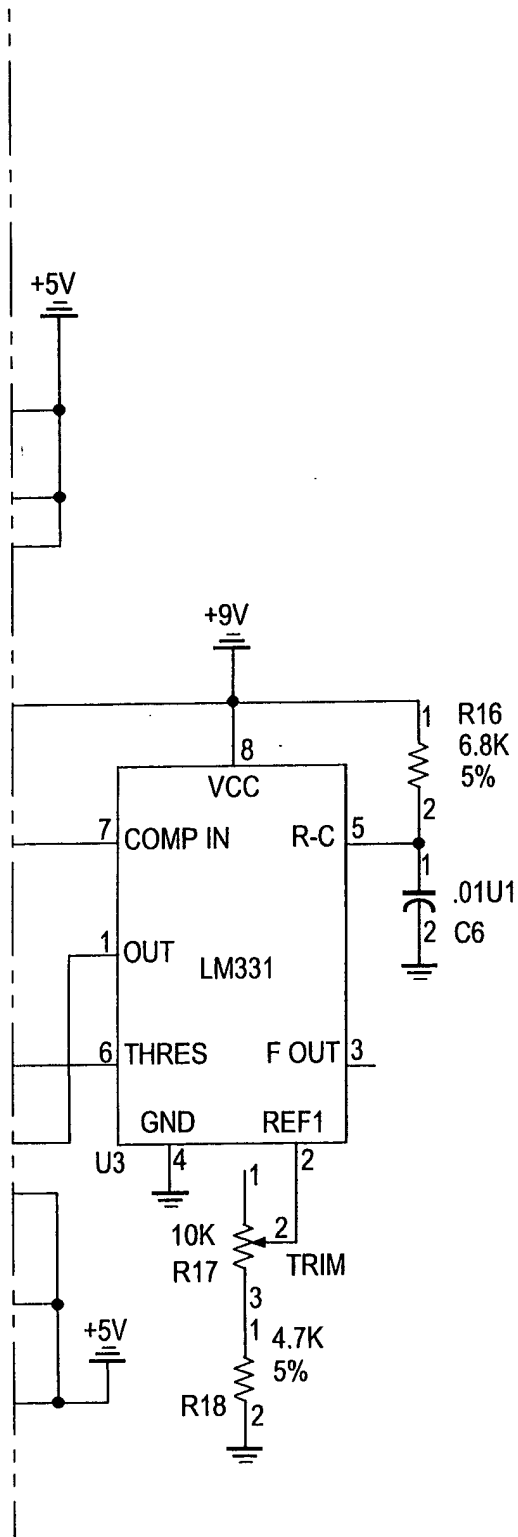 +5V
+9V
1 R16
6.8K
5%
2
8
VCC
7 COMP IN
R-C 5
1
.01U1
2 C6
1 OUT
LM331
6 THRES
F OUT 3
GND
REF1
U3 4
2
1
10K
2
R17
TRIM
3
1 4.7K
5%
R18 2
+5V